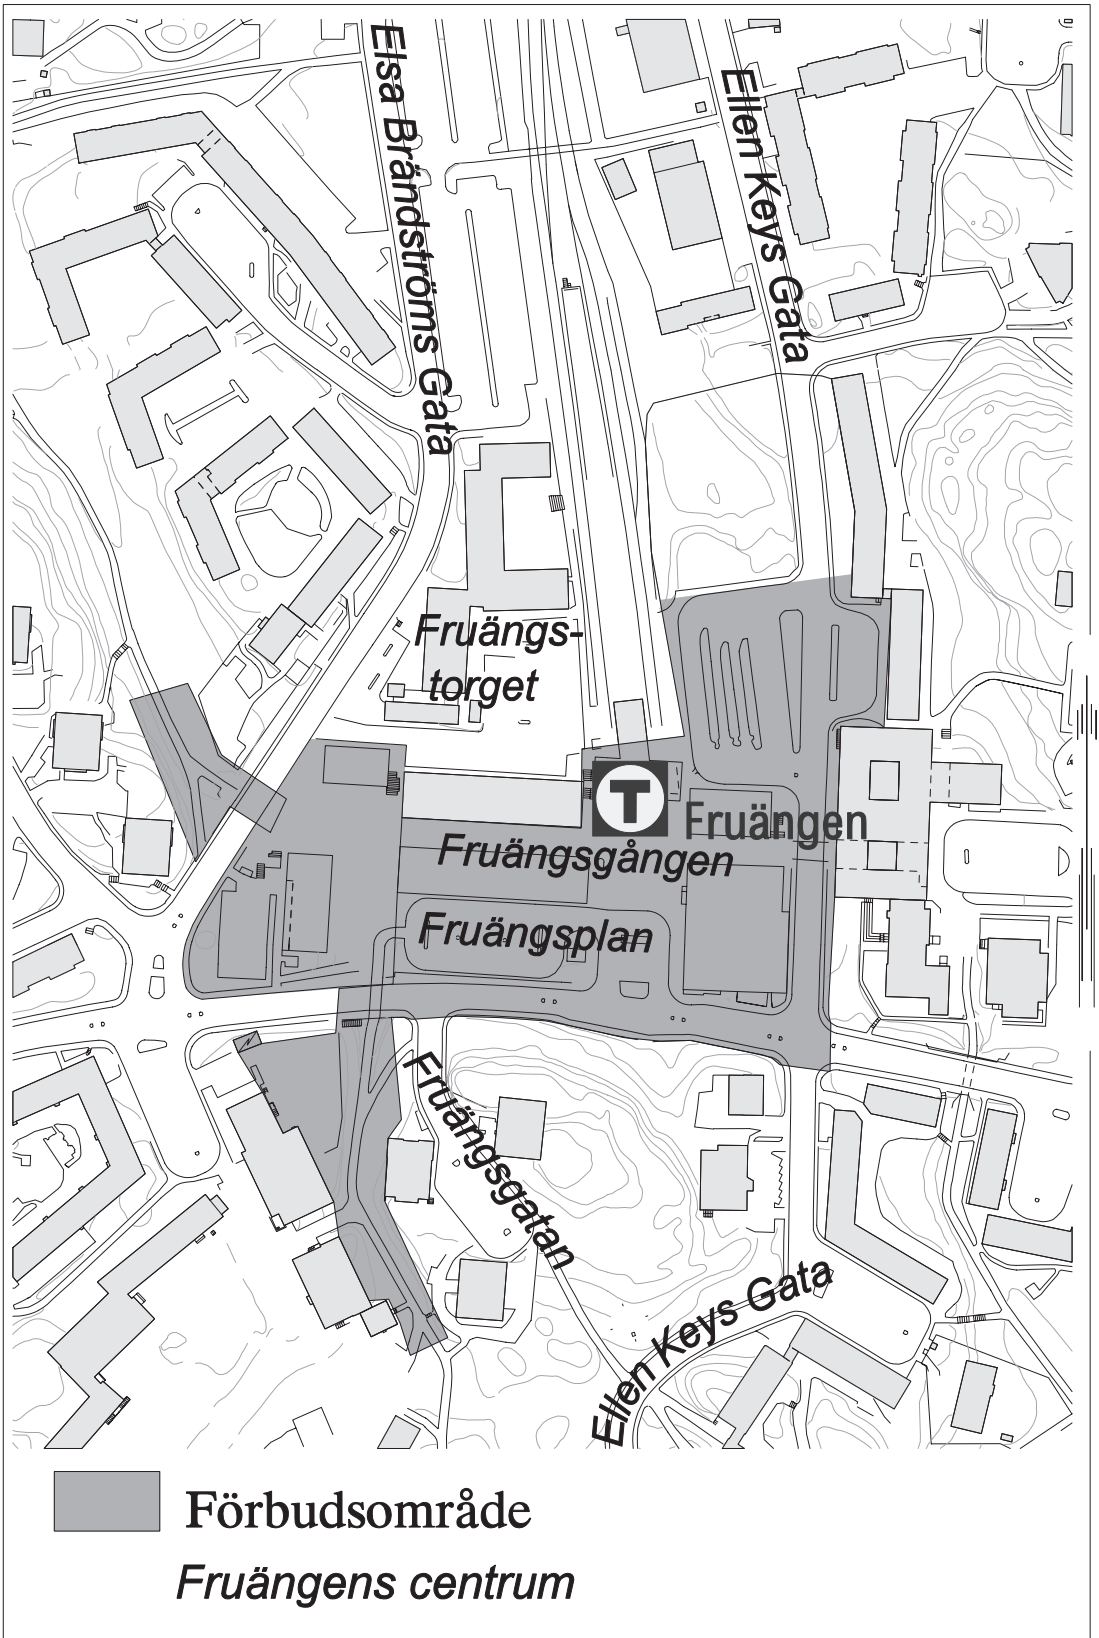 Elsa Brändströms Gata
Ellen Keys Gata
Fruängs-
torget
T Fruängen
Fruängsgången
Fruängsplan
Fruängsgatan
Ellen Keys Gata
Förbudsområde
Fruängens centrum